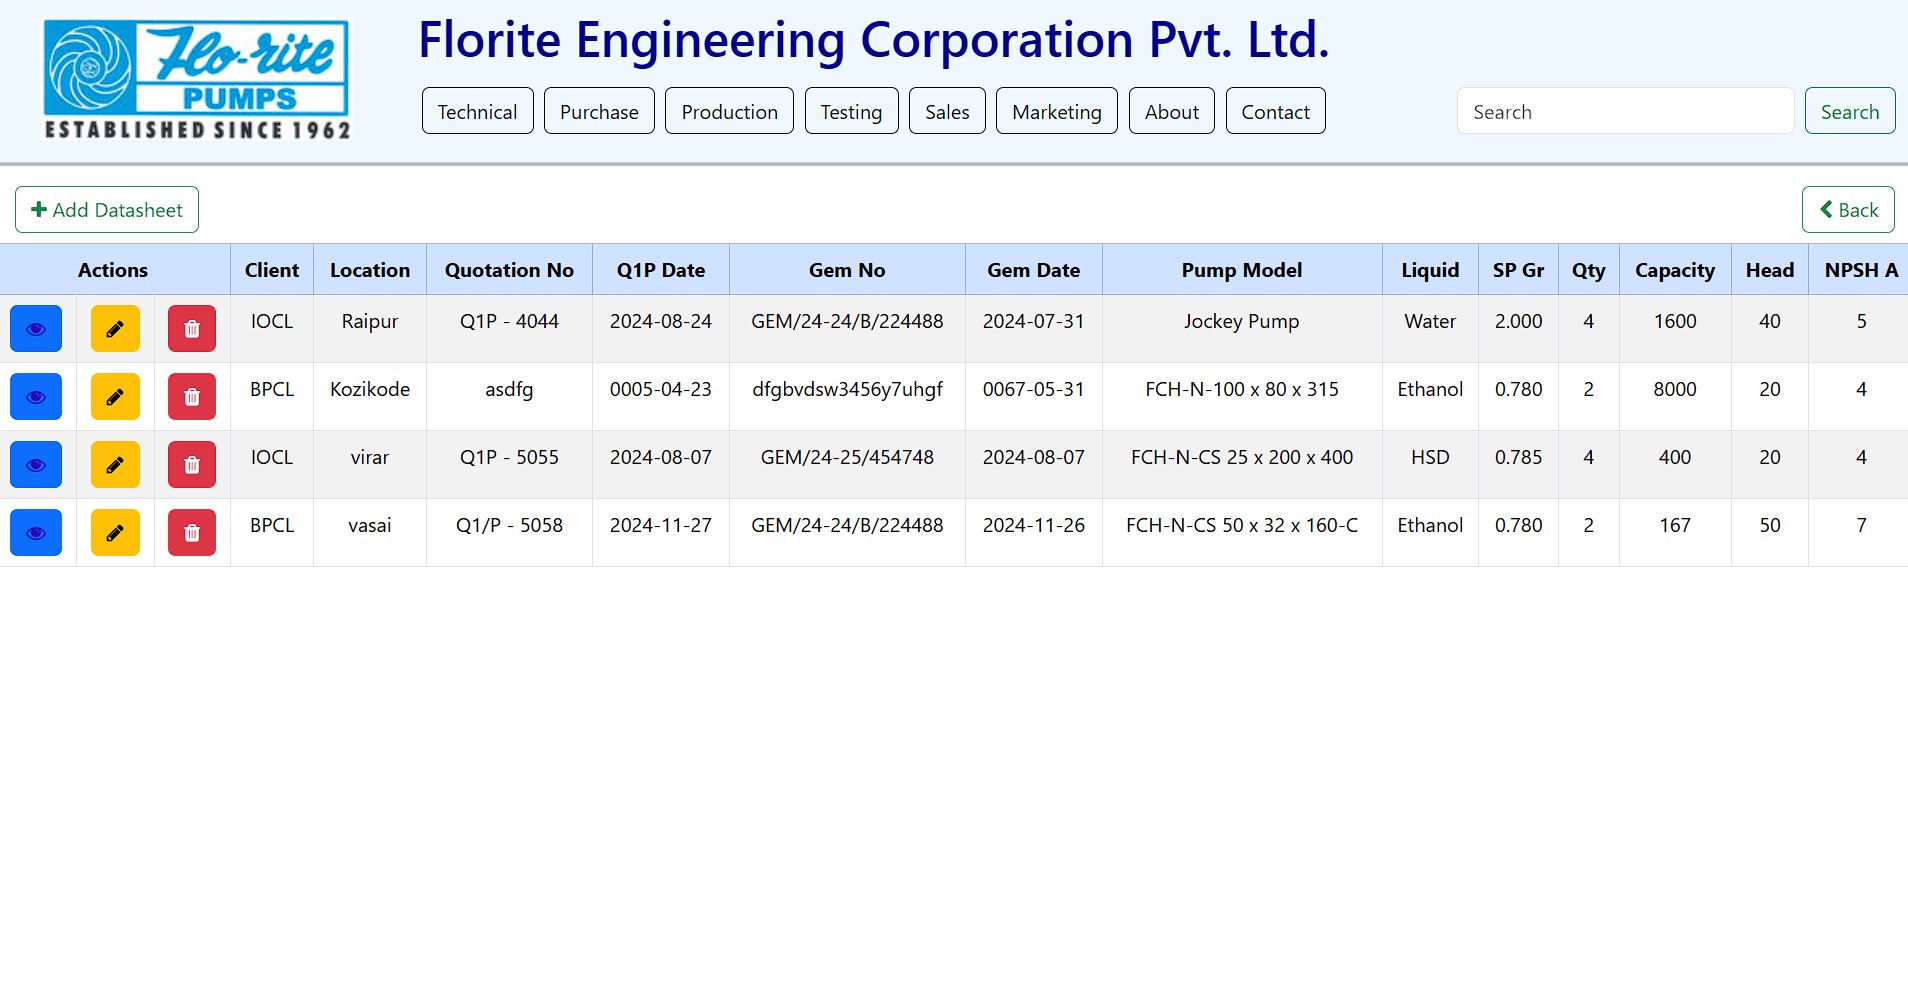 Flo-rite
PUMPS
ESTABLISHED SINCE 1962
Florite Engineering Corporation Pvt. Ltd.
Technical Purchase Production Testing Sales Marketing About Contact Search Search
Add Datasheet Back
Actions Client Location Quotation No Q1P Date Gem No Gem Date Pump Model Liquid SP Gr Qty Capacity Head NPSH A
IOCL Raipur Q1P - 4044 2024-08-24 GEM/24-24/B/224488 2024-07-31 Jockey Pump Water 2.000 4 1600 40 5
BPCL Kozikode asdfg 0005-04-23 dfgbvdsw3456y7uhgf 0067-05-31 FCH-N-100 x 80 x 315 Ethanol 0.780 2 8000 20 4
IOCL virar Q1P - 5055 2024-08-07 GEM/24-25/454748 2024-08-07 FCH-N-CS 25 x 200 x 400 HSD 0.785 4 400 20 4
BPCL vasai Q1/P - 5058 2024-11-27 GEM/24-24/B/224488 2024-11-26 FCH-N-CS 50 x 32 x 160-C Ethanol 0.780 2 167 50 7